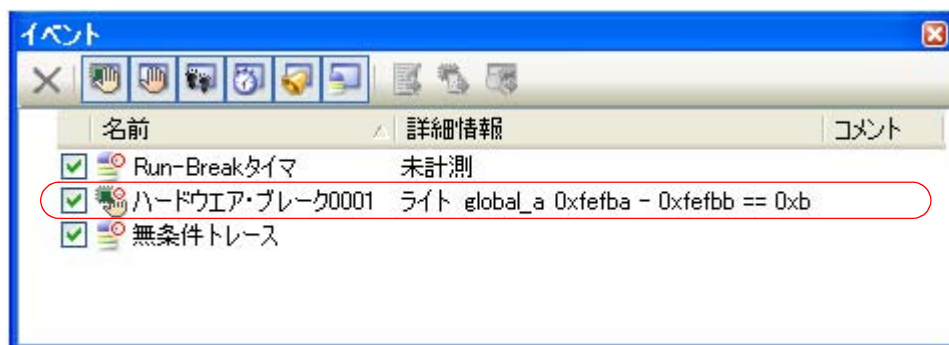 イベント
名前 詳細情報 コメント
Run-Breakタイマ 未計測
ハードウエア・ブレーク0001 ライト global_a 0xfefba - 0xfefbb == 0xb
無条件トレース